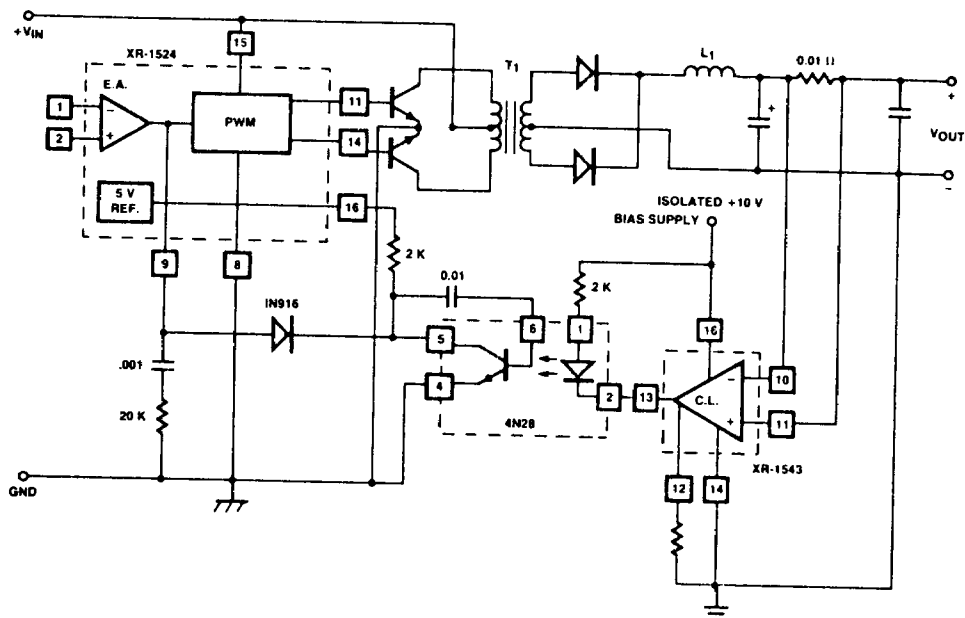 +VIN
15
XR-1524
E.A.
1
−
2
+
PWM
11
14
5 V
REF.
16
9
8
T1
L1
0.01 Ω
+
+
VOUT
−
ISOLATED +10 V
BIAS SUPPLY
2 K
0.01
2 K
IN916
6
1
5
4
2
13
4N28
16
−
C.L.
+
10
11
XR-1543
12
14
.001
20 K
GND